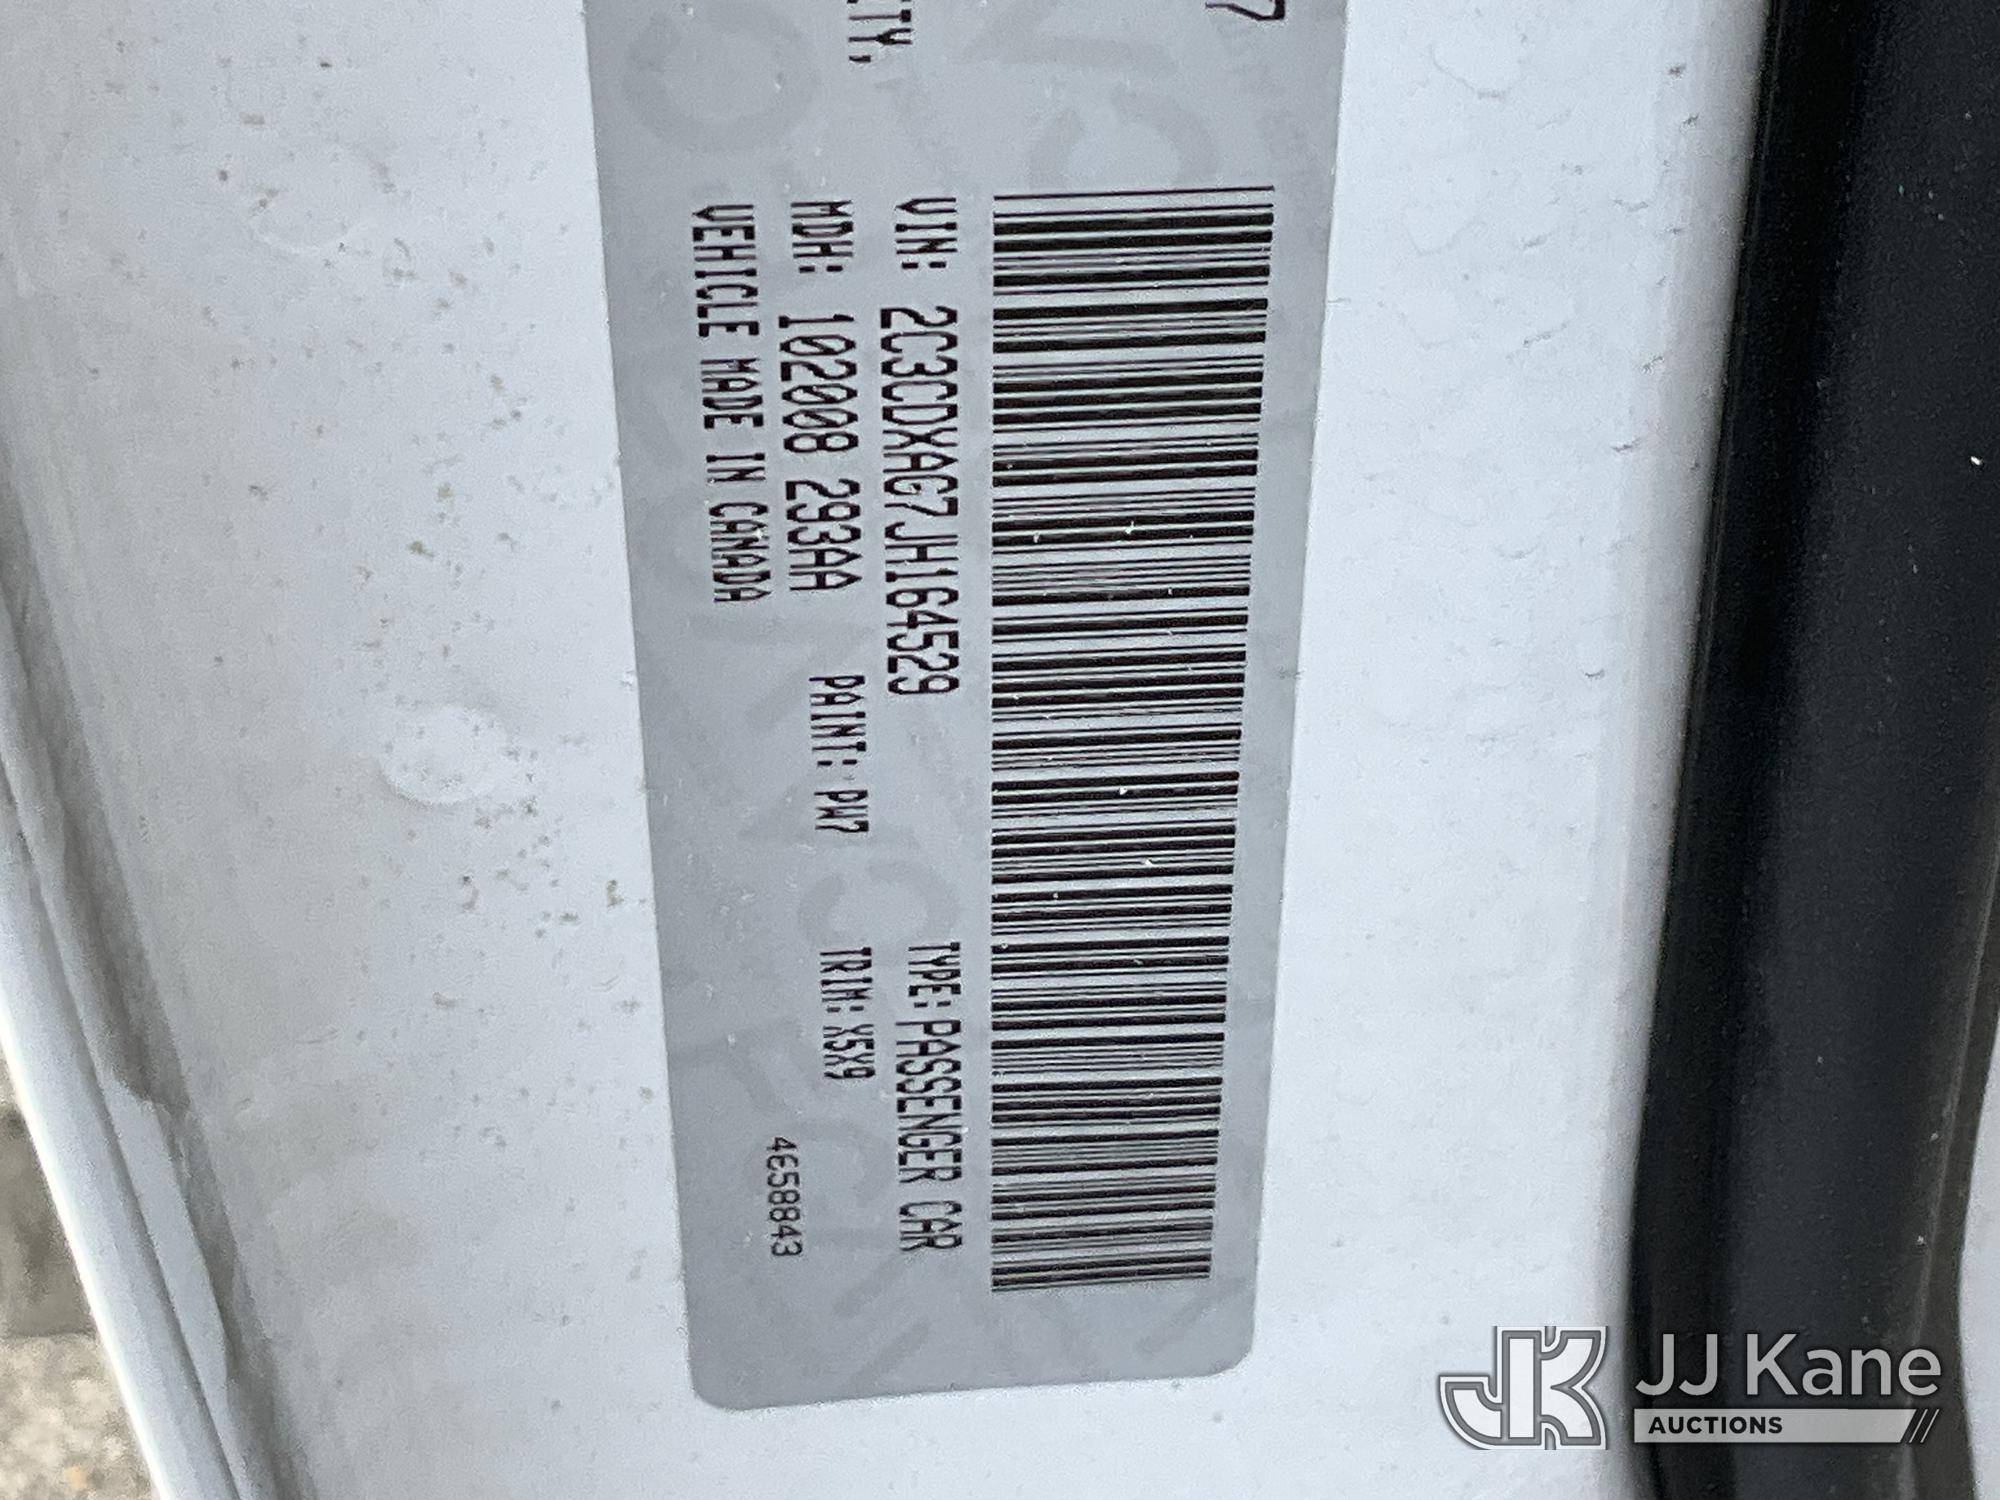 VIN: 2C3CDXAG7JH164529 TYPE: PASSENGER CAR
MDH: 102008 293AA PAINT: PW7 TRIM: X5X9
VEHICLE MADE IN CANADA
4658843
JJ Kane
AUCTIONS